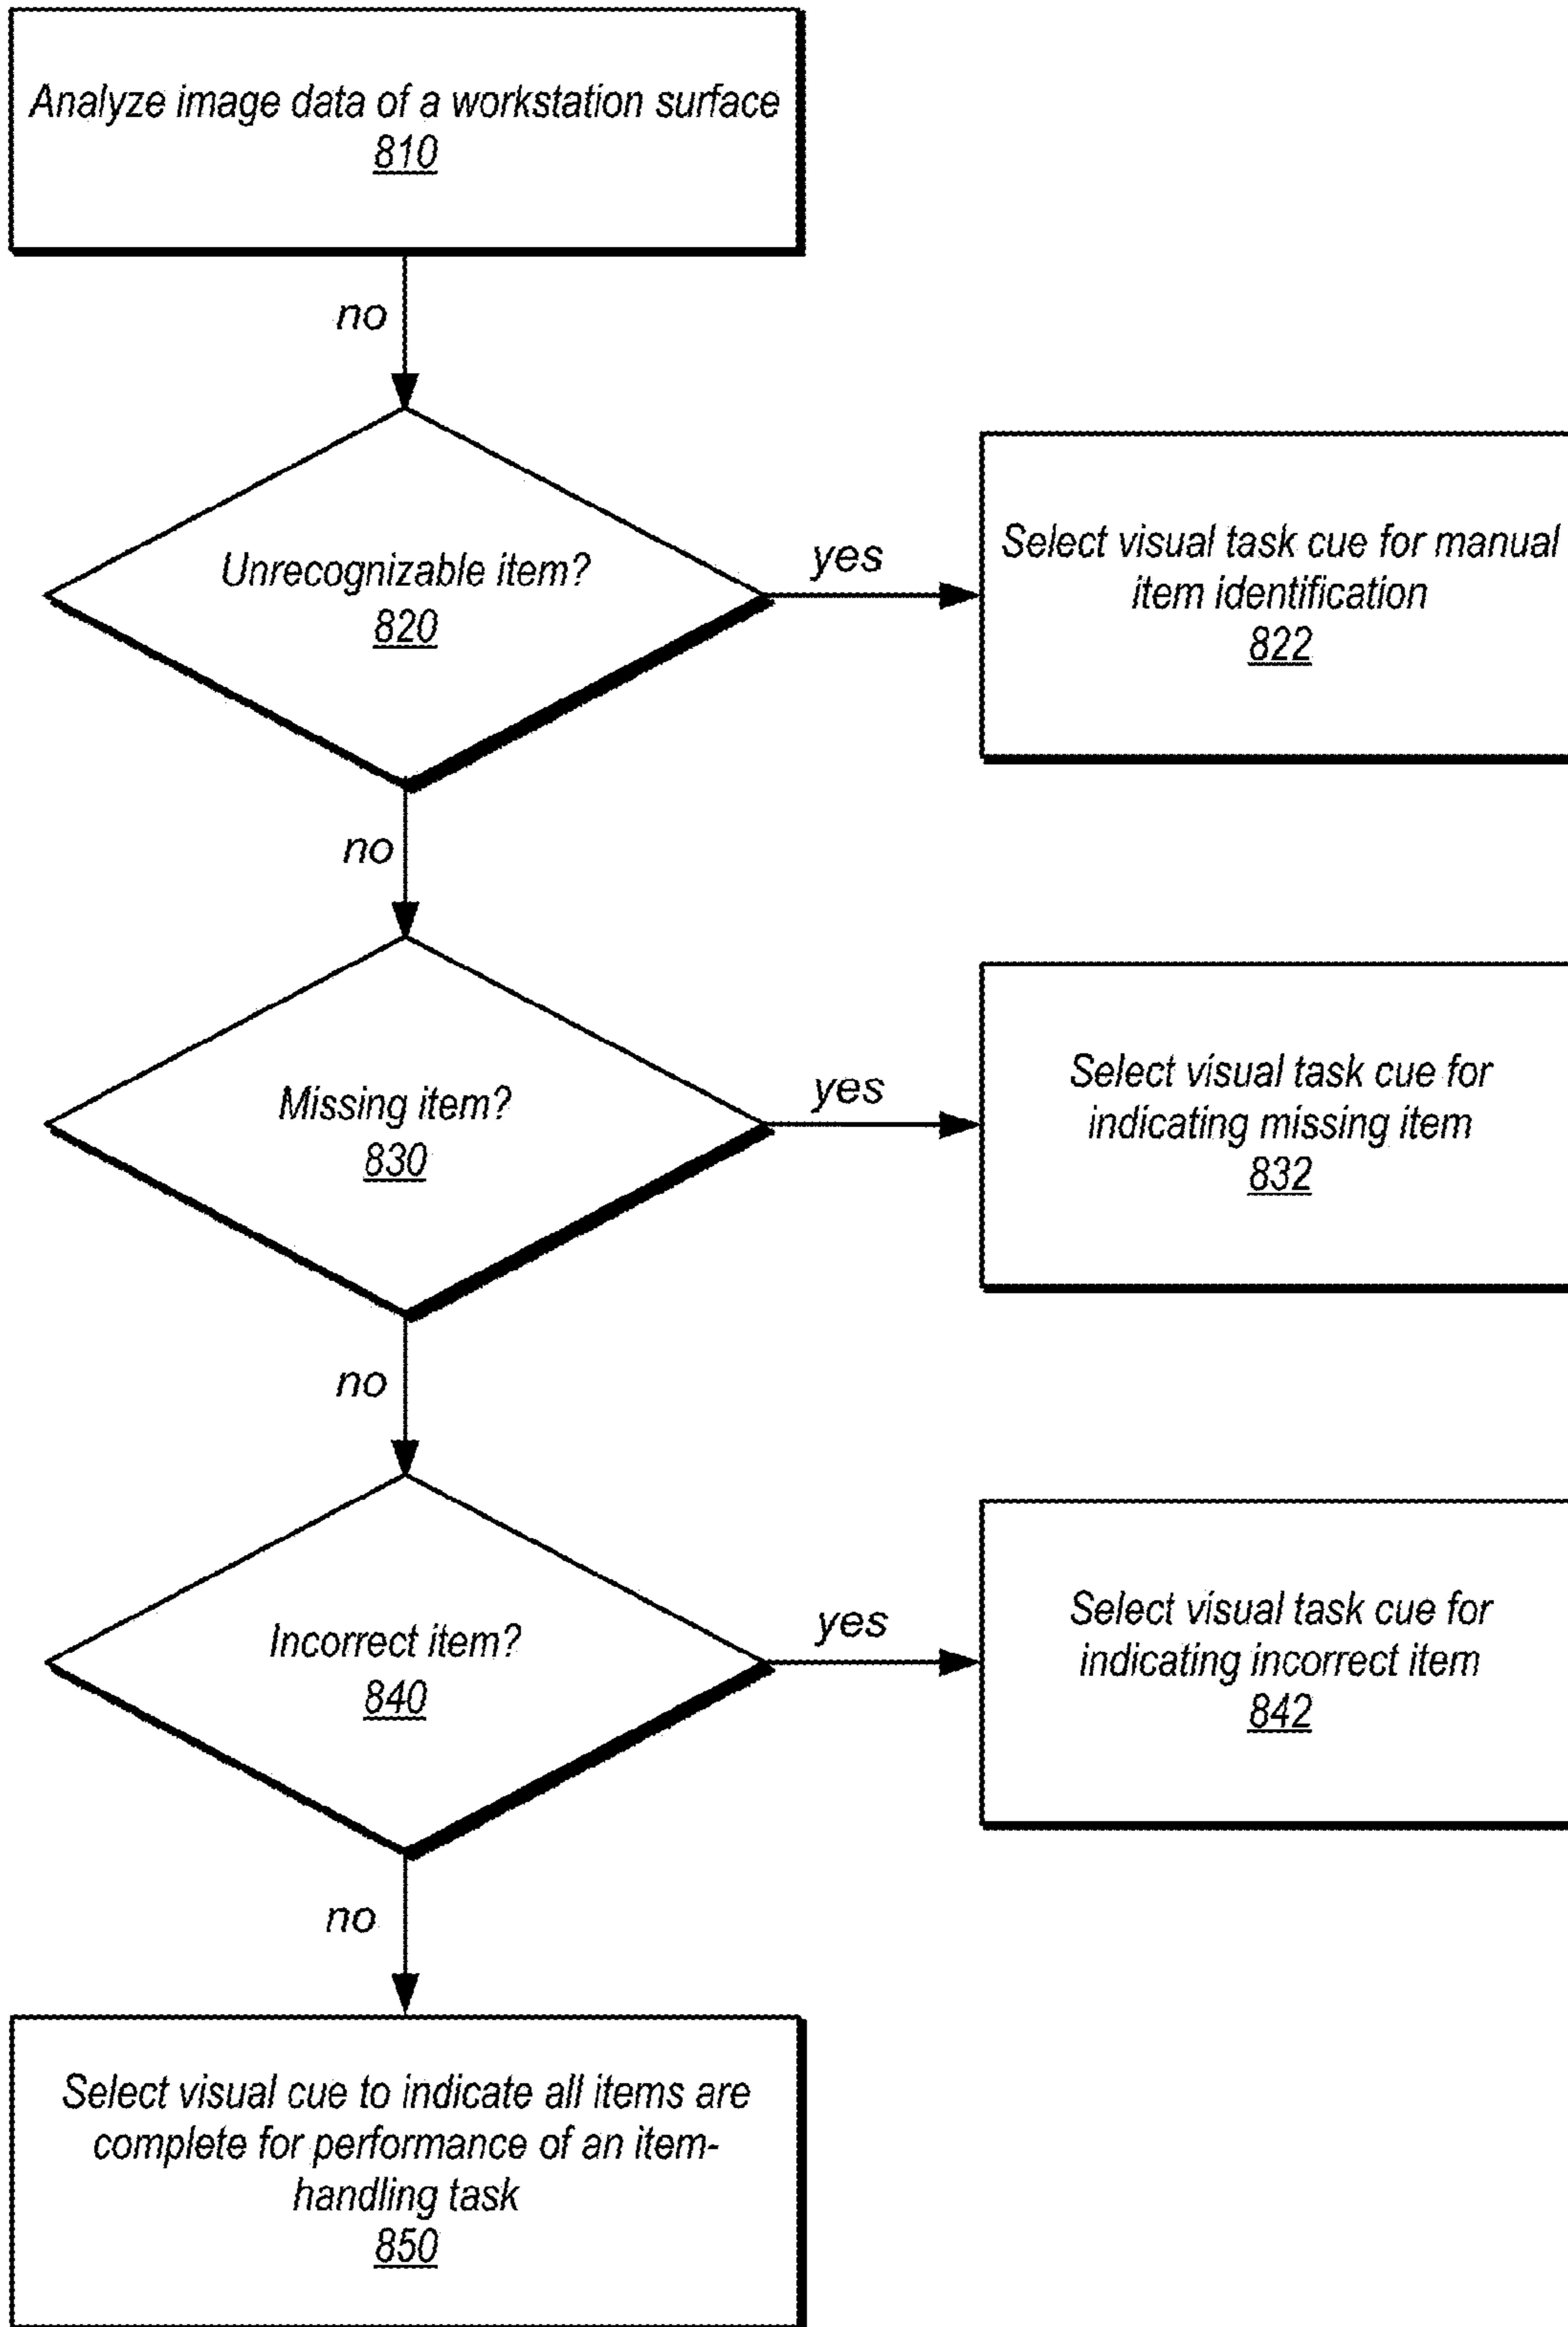 Analyze image data of a workstation surface
810
no
Unrecognizable item?
820
yes
Select visual task cue for manual
item identification
822
no
Missing item?
830
yes
Select visual task cue for
indicating missing item
832
no
Incorrect item?
840
yes
Select visual task cue for
indicating incorrect item
842
no
Select visual cue to indicate all items are
complete for performance of an item-
handling task
850